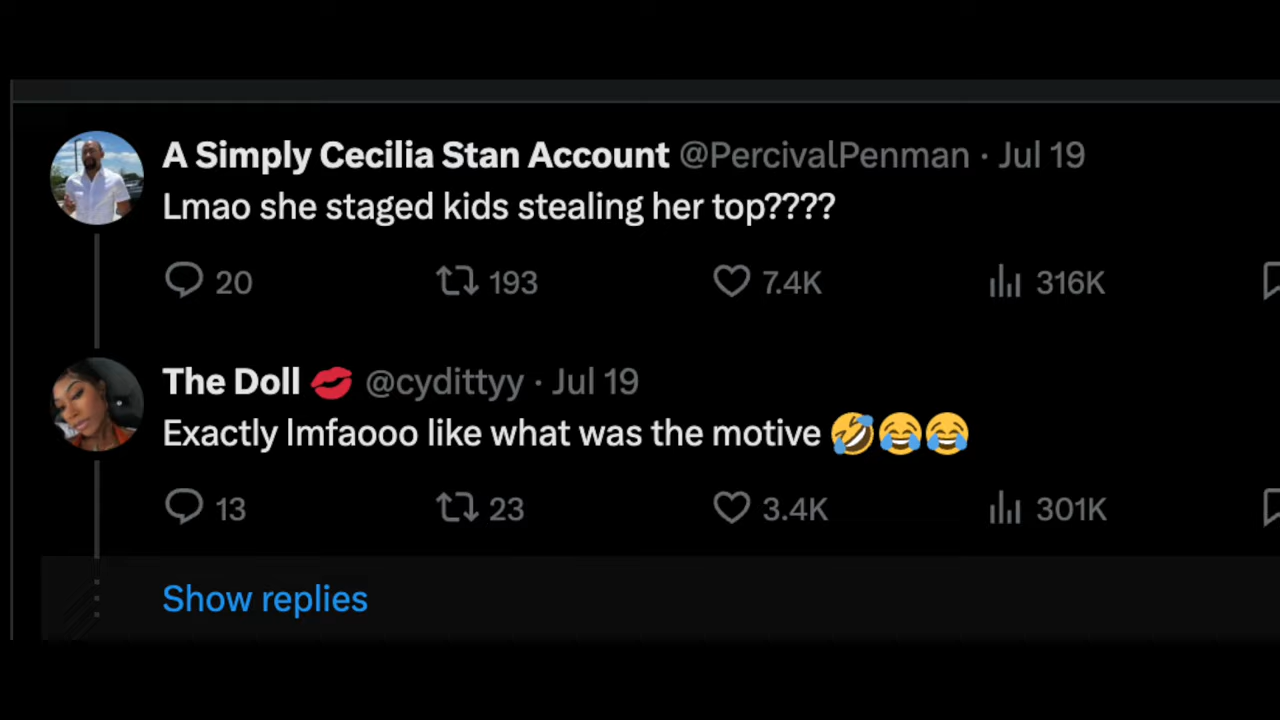 A Simply Cecilia Stan Account @PercivalPenman · Jul 19
Lmao she staged kids stealing her top????
20 193 7.4K 316K
The Doll 💋 @cydittyy · Jul 19
Exactly lmfaooo like what was the motive 🤣😂😂
13 23 3.4K 301K
Show replies